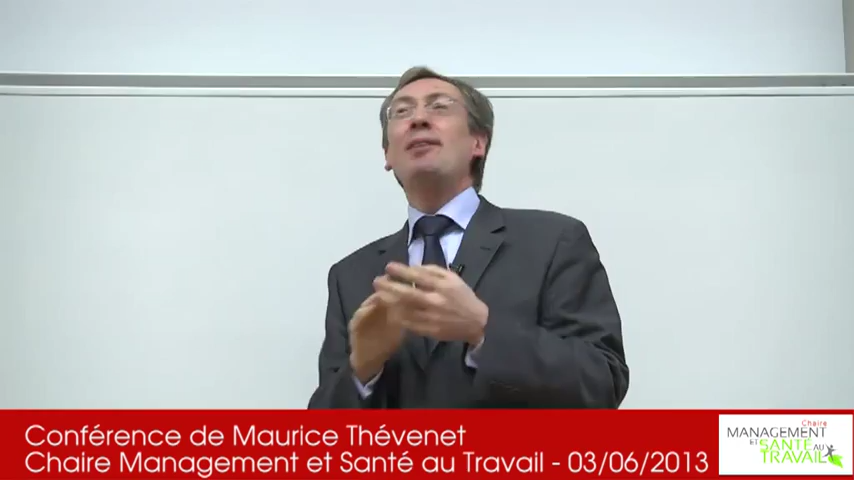 Conférence de Maurice Thévenet
Chaire Management et Santé au Travail - 03/06/2013
Chaire
MANAGEMENT
ET
SANTÉ
AU
TRAVAIL